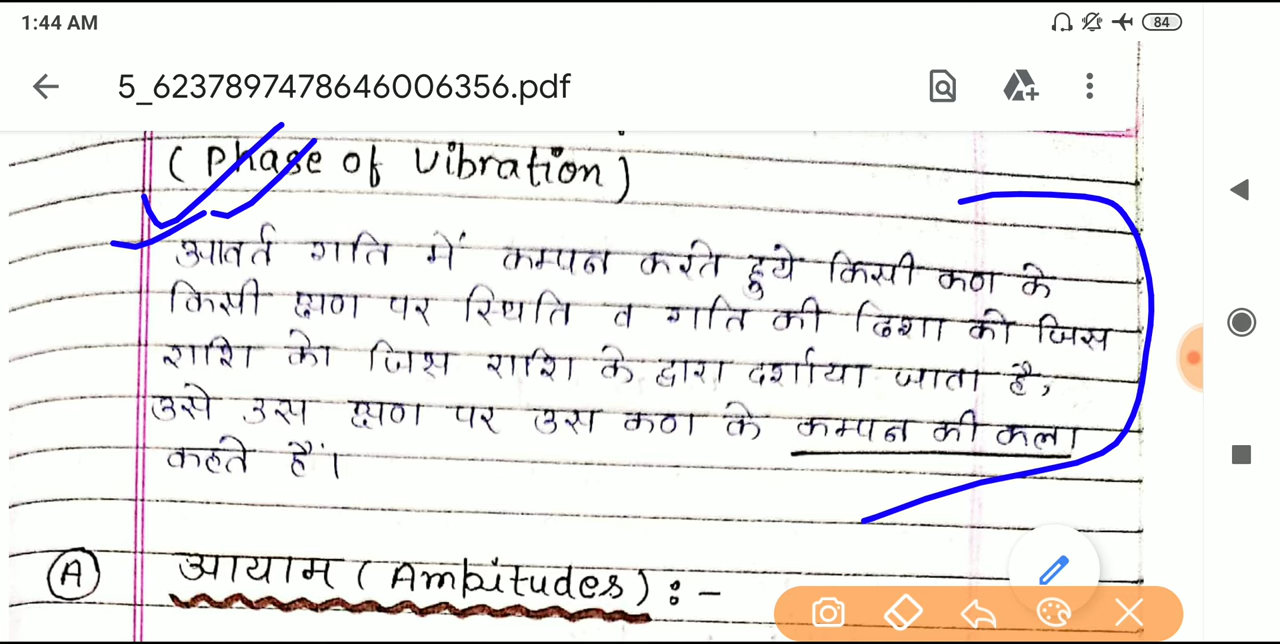 1:44 AM
84
5_6237897478646006356.pdf
(Phase of Vibration)
आवर्त गति में कम्पन करते हुये किसी कण के
किसी क्षण पर स्थिति व गति की दिशा को जिस
राशि को जिस राशि के द्वारा दर्शाया जाता है,
उसे उस क्षण पर उस कण के कम्पन की कला
कहते हैं।
A आयाम (Ambitudes) : -